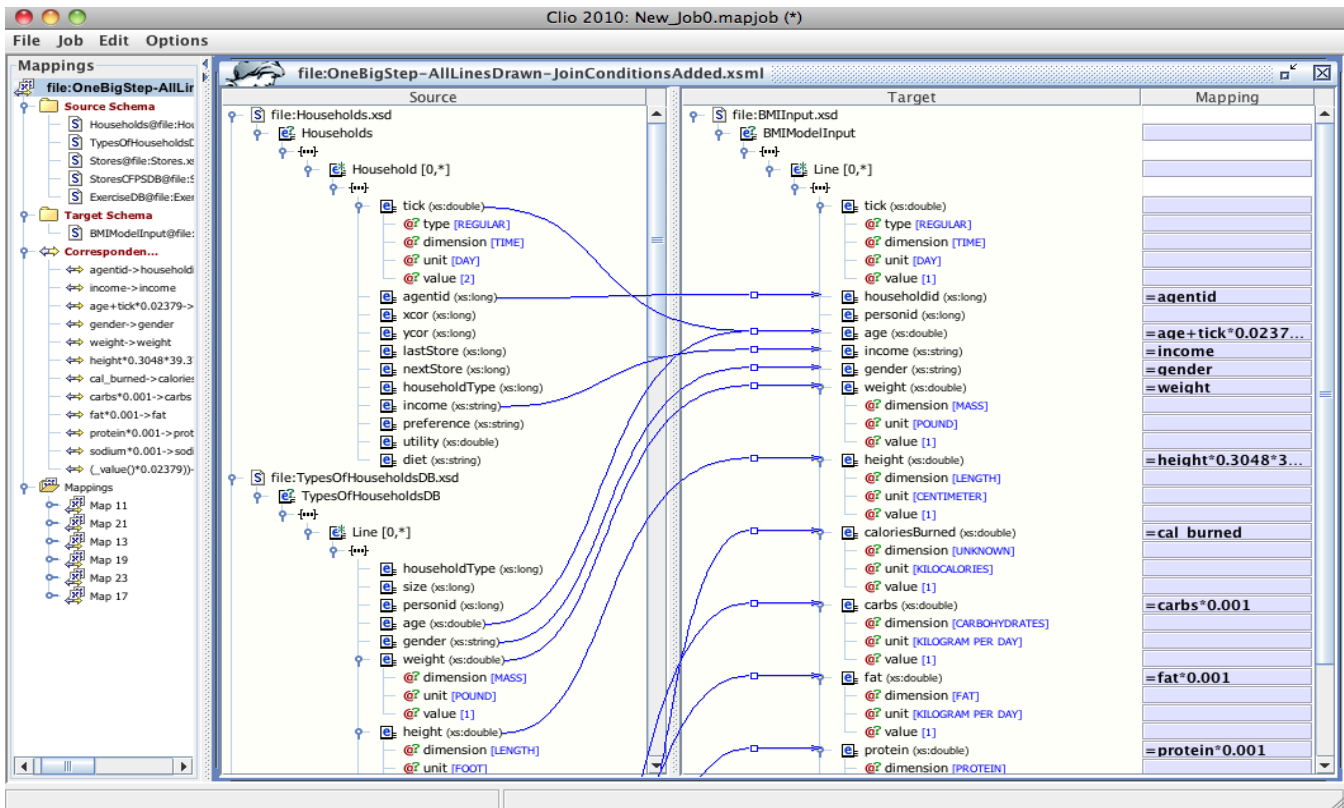 Clio 2010: New_Job0.mapjob (*)
File Job Edit Options
Mappings
file:OneBigStep-AllLin
Source Schema
Households@file:Hou
TypesOfHouseholdsD
Stores@file:Stores.xs
StoresCFPSDB@file:S
ExerciseDB@file:Exer
Target Schema
BMIModelInput@file:
Corresponden...
agentid->householdi
income->income
age+tick*0.02379->
gender->gender
weight->weight
height*0.3048*39.3
cal_burned->calories
carbs*0.001->carbs
fat*0.001->fat
protein*0.001->prot
sodium*0.001->sodi
(_value()*0.02379))-
Mappings
Map 11
Map 21
Map 13
Map 19
Map 23
Map 17
file:OneBigStep-AllLinesDrawn-JoinConditionsAdded.xsml
Source
S file:Households.xsd
Households
Household [0,*]
tick (xs:double)
type [REGULAR]
dimension [TIME]
unit [DAY]
value [2]
agentid (xs:long)
xcor (xs:long)
ycor (xs:long)
lastStore (xs:long)
nextStore (xs:long)
householdType (xs:long)
income (xs:string)
preference (xs:string)
utility (xs:double)
diet (xs:string)
S file:TypesOfHouseholdsDB.xsd
TypesOfHouseholdsDB
Line [0,*]
householdType (xs:long)
size (xs:long)
personid (xs:long)
age (xs:double)
gender (xs:string)
weight (xs:double)
dimension [MASS]
unit [POUND]
value [1]
height (xs:double)
dimension [LENGTH]
unit [FOOT]
Target
S file:BMIInput.xsd
BMIModelInput
Line [0,*]
tick (xs:double)
type [REGULAR]
dimension [TIME]
unit [DAY]
value [1]
householdid (xs:long)
personid (xs:long)
age (xs:double)
income (xs:string)
gender (xs:string)
weight (xs:double)
dimension [MASS]
unit [POUND]
value [1]
height (xs:double)
dimension [LENGTH]
unit [CENTIMETER]
value [1]
caloriesBurned (xs:double)
dimension [UNKNOWN]
unit [KILOCALORIES]
value [1]
carbs (xs:double)
dimension [CARBOHYDRATES]
unit [KILOGRAM PER DAY]
value [1]
fat (xs:double)
dimension [FAT]
unit [KILOGRAM PER DAY]
value [1]
protein (xs:double)
dimension [PROTEIN]
Mapping
=agentid
=age+tick*0.0237...
=income
=gender
=weight
=height*0.3048*3...
=cal_burned
=carbs*0.001
=fat*0.001
=protein*0.001